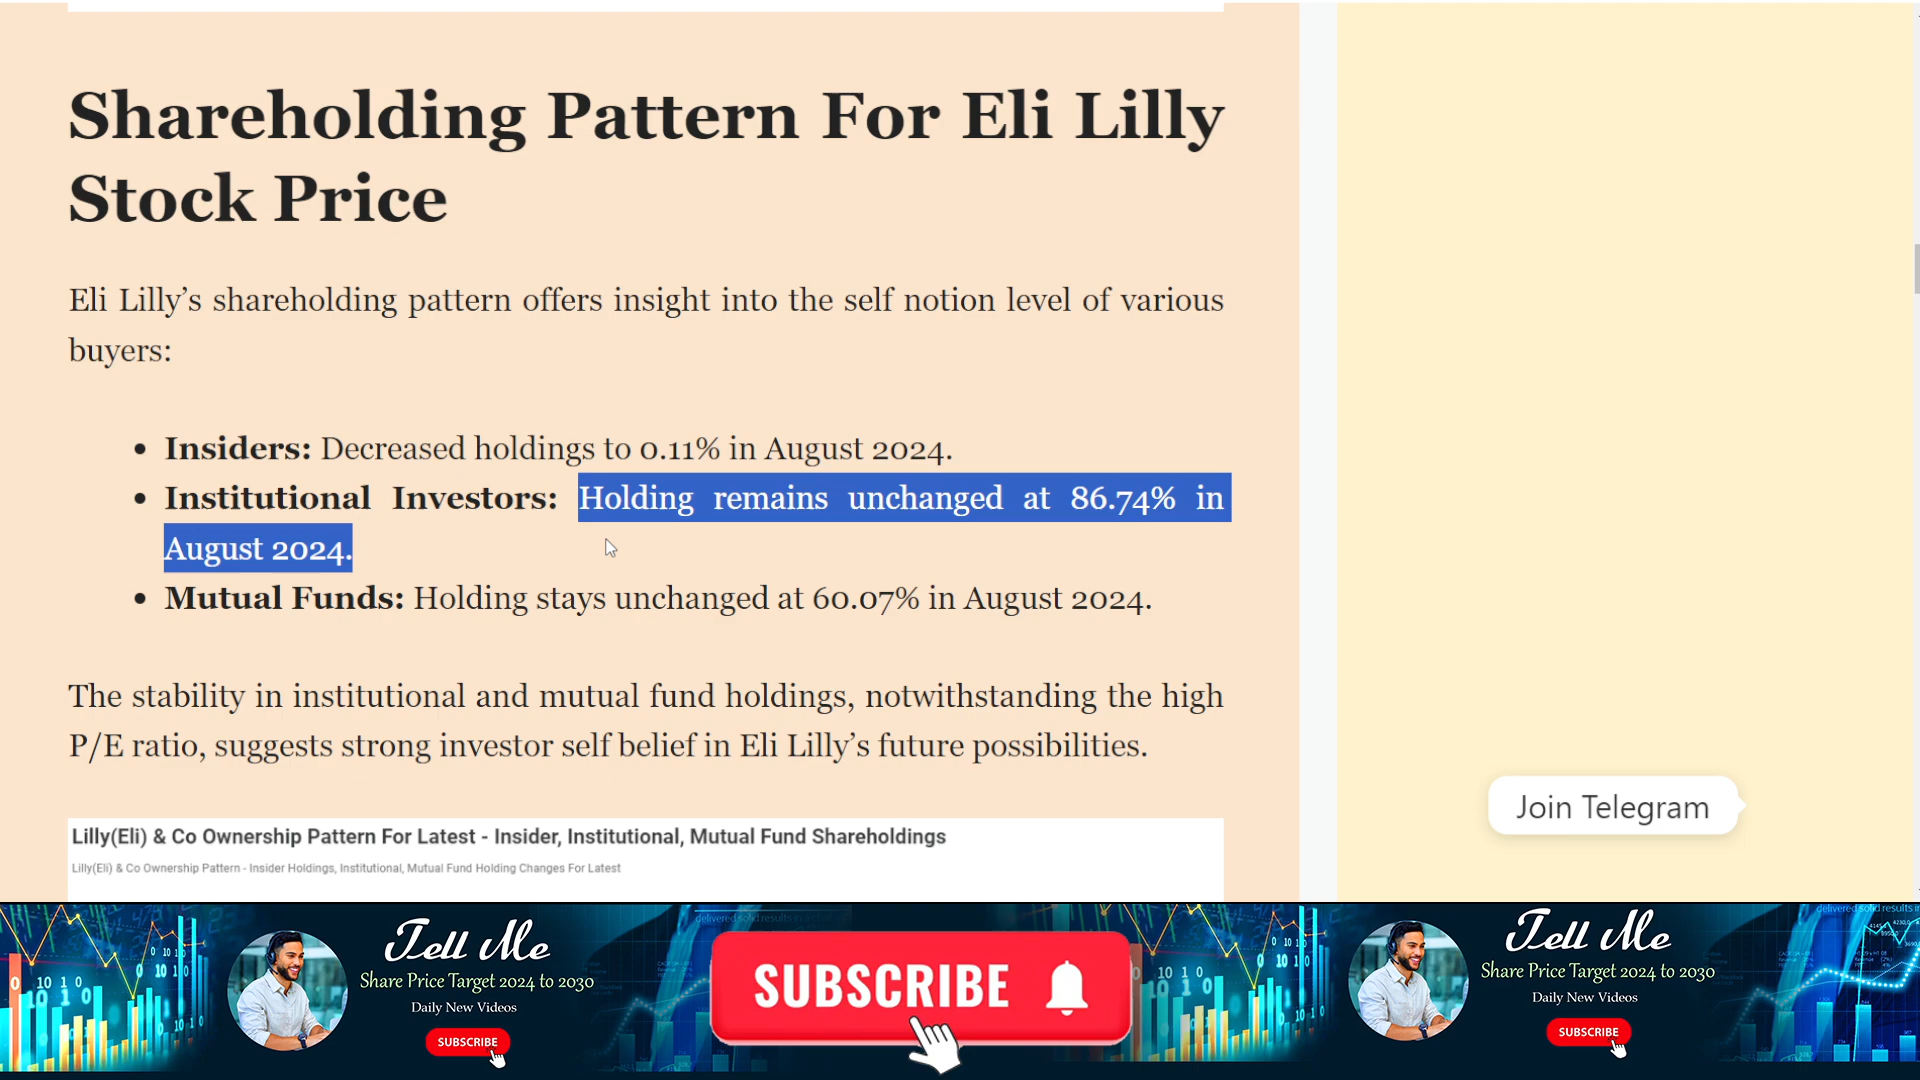 Shareholding Pattern For Eli Lilly
Stock Price
Eli Lilly’s shareholding pattern offers insight into the self notion level of various
buyers:
• Insiders: Decreased holdings to 0.11% in August 2024.
• Institutional Investors: Holding remains unchanged at 86.74% in
August 2024.
• Mutual Funds: Holding stays unchanged at 60.07% in August 2024.
The stability in institutional and mutual fund holdings, notwithstanding the high
P/E ratio, suggests strong investor self belief in Eli Lilly’s future possibilities.
Join Telegram
Lilly(Eli) & Co Ownership Pattern For Latest - Insider, Institutional, Mutual Fund Shareholdings
Lilly(Eli) & Co Ownership Pattern - Insider Holdings, Institutional, Mutual Fund Holding Changes For Latest
Tell Me
Share Price Target 2024 to 2030
Daily New Videos
SUBSCRIBE
SUBSCRIBE
Tell Me
Share Price Target 2024 to 2030
Daily New Videos
SUBSCRIBE